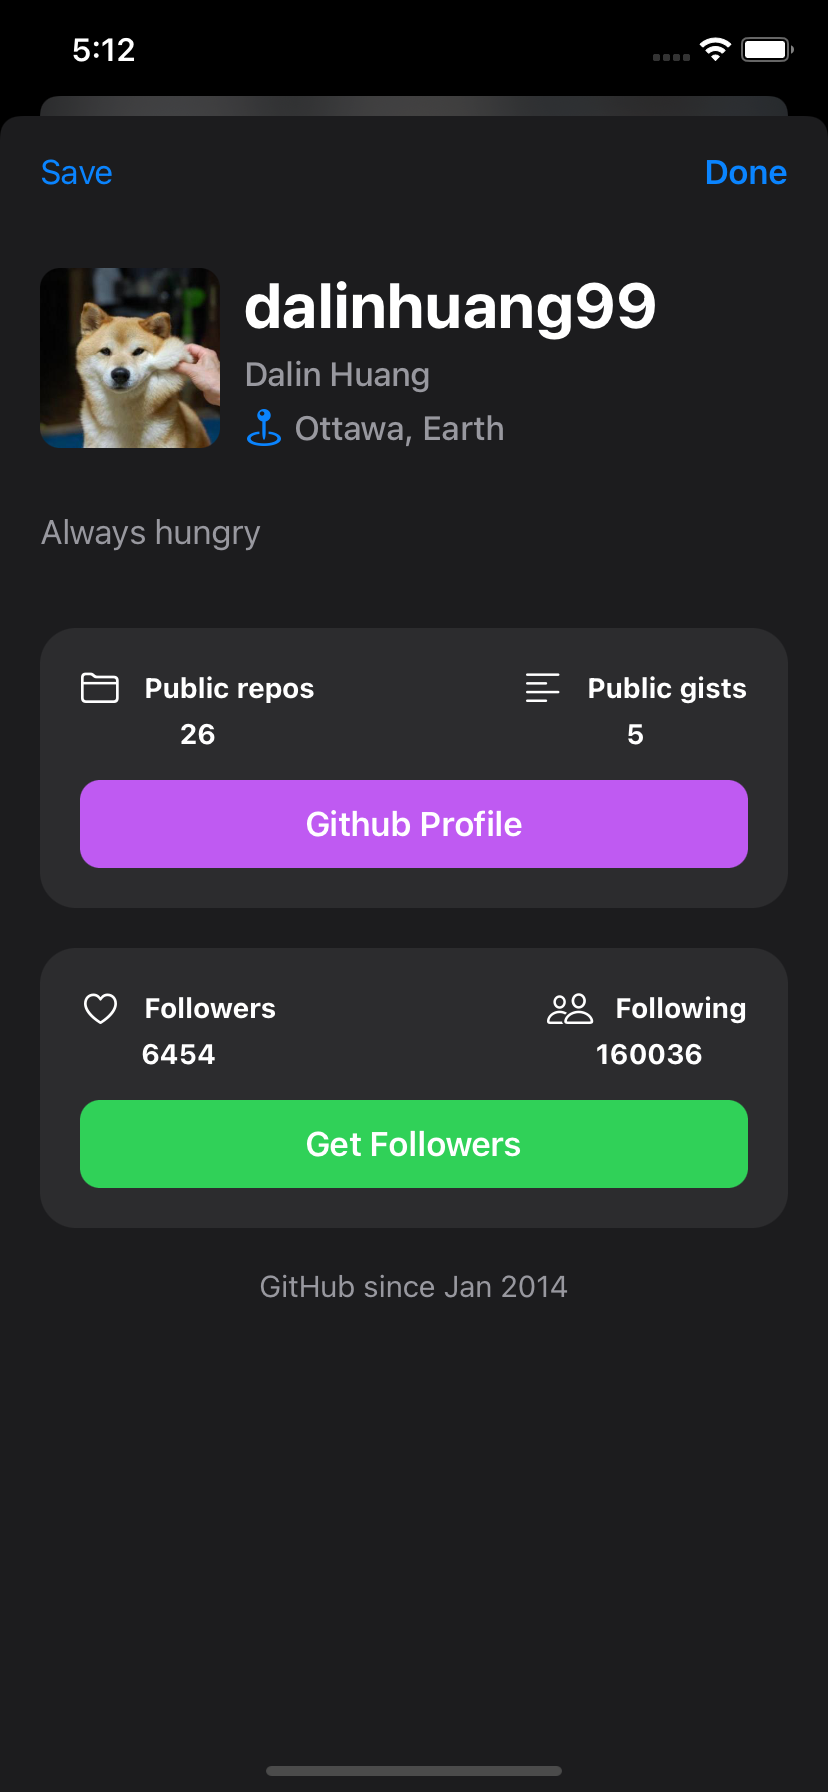 5:12
Save
Done
dalinhuang99
Dalin Huang
Ottawa, Earth
Always hungry
Public repos
26
Public gists
5
Github Profile
Followers
6454
Following
160036
Get Followers
GitHub since Jan 2014